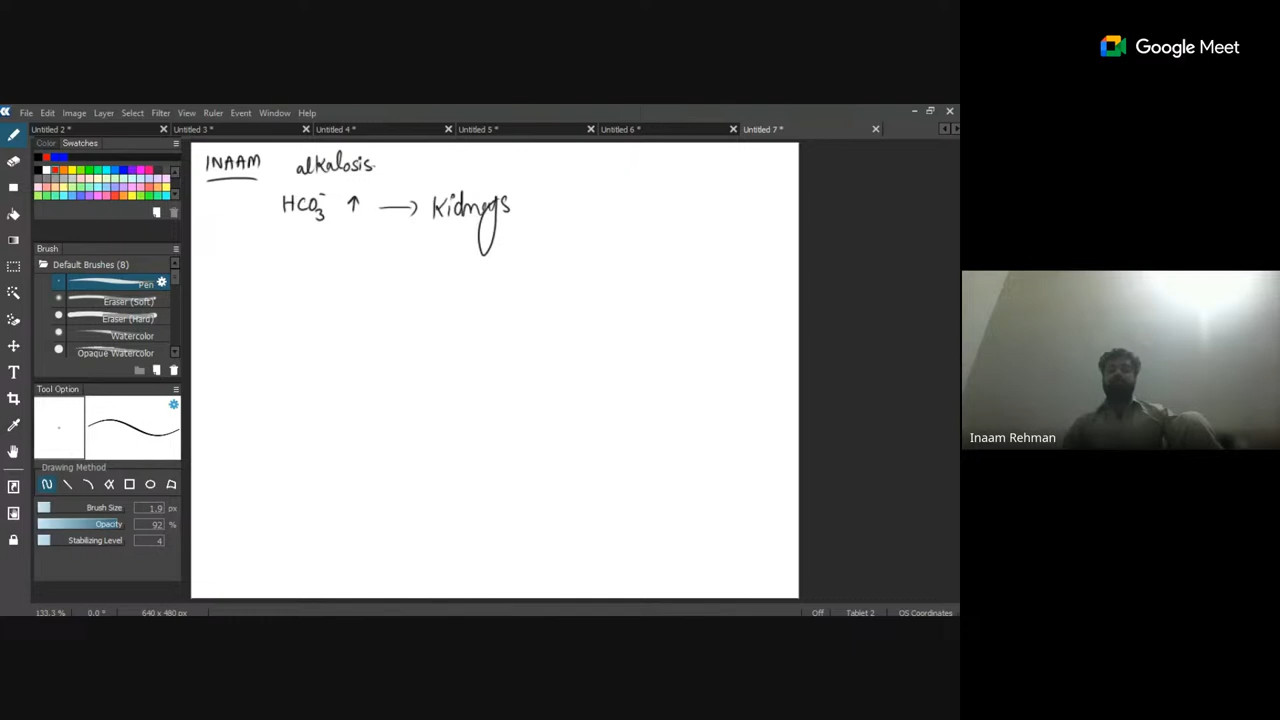 Google Meet
File Edit Image Layer Select Filter View Ruler Event Window Help
Untitled 2 * Untitled 3 * Untitled 4 * Untitled 5 * Untitled 6 * Untitled 7 *
Color Swatches
INAAM alkalosis
HCO3⁻ ↑ → Kidneys
Brush
Default Brushes (8)
Pen
Eraser (Soft)
Eraser (Hard)
Watercolor
Opaque Watercolor
Tool Option
Drawing Method
Brush Size 1.9 px
Opacity 92 %
Stabilizing Level 4
133.3 % 0.0 ° 640 x 480 px Off Tablet 2 OS Coordinates
Inaam Rehman